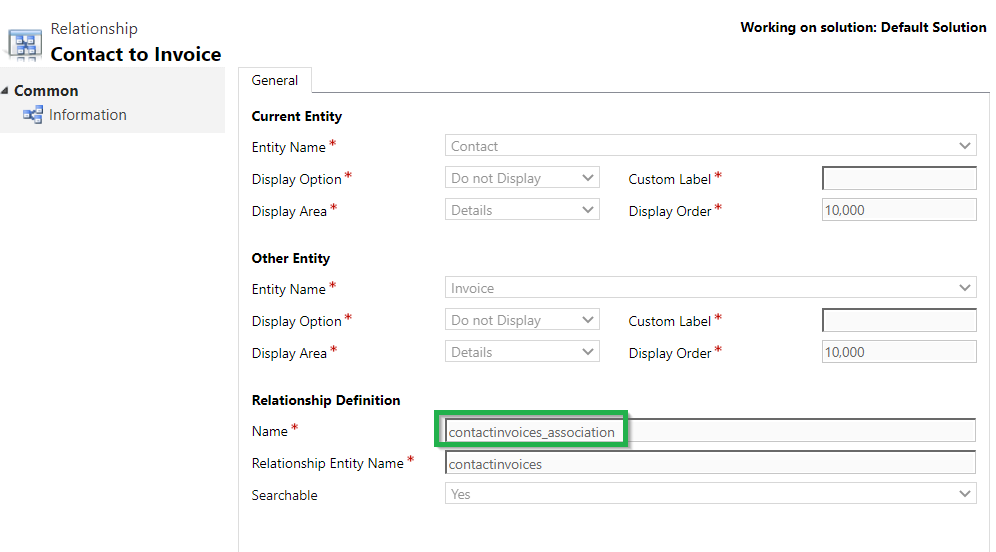 Relationship
Contact to Invoice
Working on solution: Default Solution
Common
Information
General
Current Entity
Entity Name* Contact
Display Option* Do not Display Custom Label*
Display Area* Details Display Order* 10,000
Other Entity
Entity Name* Invoice
Display Option* Do not Display Custom Label*
Display Area* Details Display Order* 10,000
Relationship Definition
Name* contactinvoices_association
Relationship Entity Name* contactinvoices
Searchable Yes